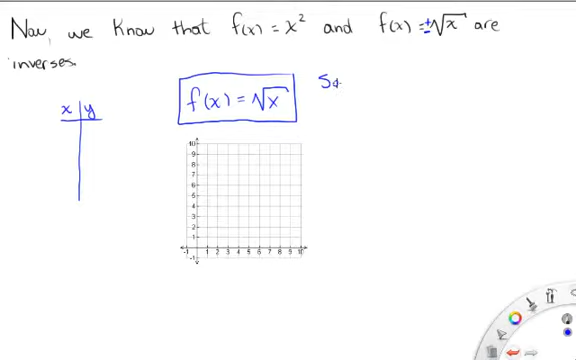 Now, we know that f(x) = x² and f(x) = ±√x are
inverses.
x | y
f(x) = √x
10
9
8
7
6
5
4
3
2
1
-1 1 2 3 4 5 6 7 8 9 10
-1